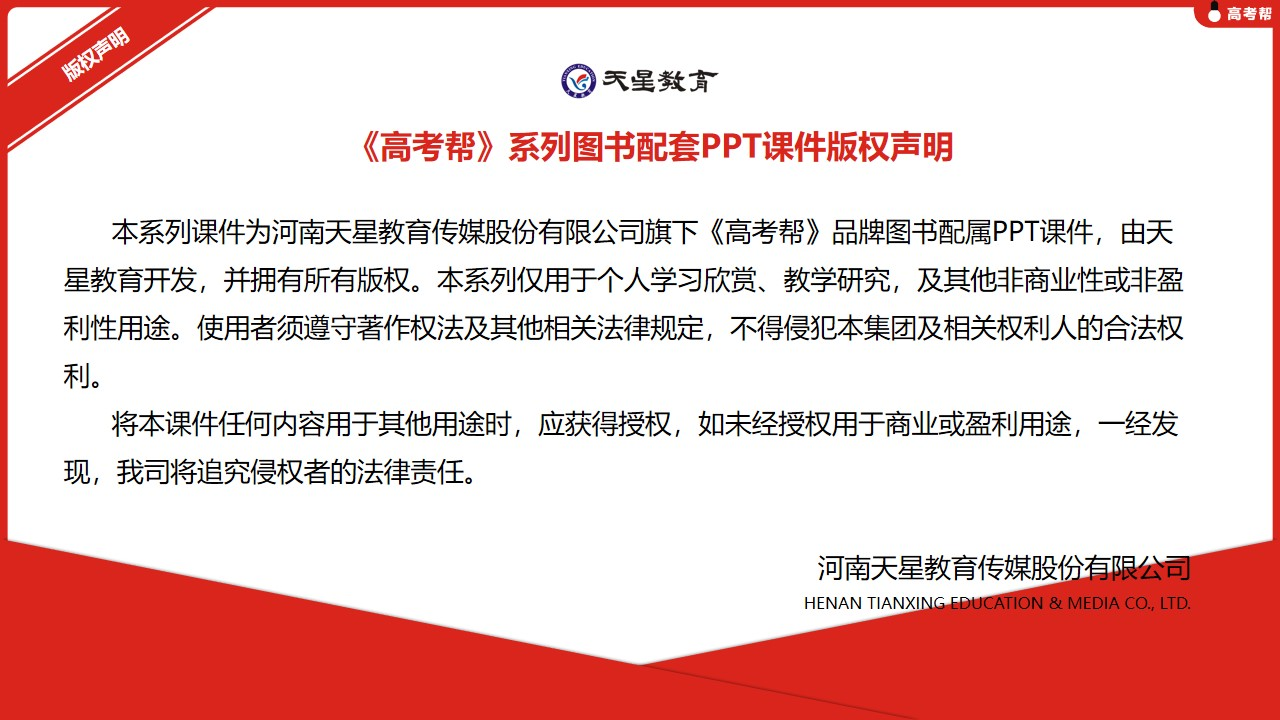 版权声明
高考帮
天星教育
《高考帮》系列图书配套PPT课件版权声明
本系列课件为河南天星教育传媒股份有限公司旗下《高考帮》品牌图书配属PPT课件，由天
星教育开发，并拥有所有版权。本系列仅用于个人学习欣赏、教学研究，及其他非商业性或非盈
利性用途。使用者须遵守著作权法及其他相关法律规定，不得侵犯本集团及相关权利人的合法权
利。
将本课件任何内容用于其他用途时，应获得授权，如未经授权用于商业或盈利用途，一经发
现，我司将追究侵权者的法律责任。
河南天星教育传媒股份有限公司
HENAN TIANXING EDUCATION & MEDIA CO., LTD.